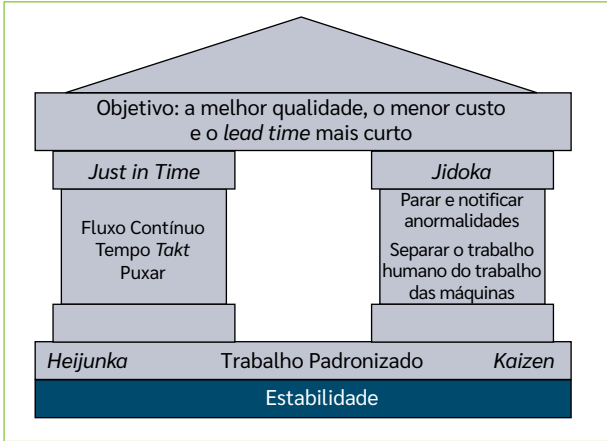 Objetivo: a melhor qualidade, o menor custo
e o lead time mais curto
Just in Time
Fluxo Contínuo
Tempo Takt
Puxar
Jidoka
Parar e notificar
anormalidades
Separar o trabalho
humano do trabalho
das máquinas
Heijunka Trabalho Padronizado Kaizen
Estabilidade